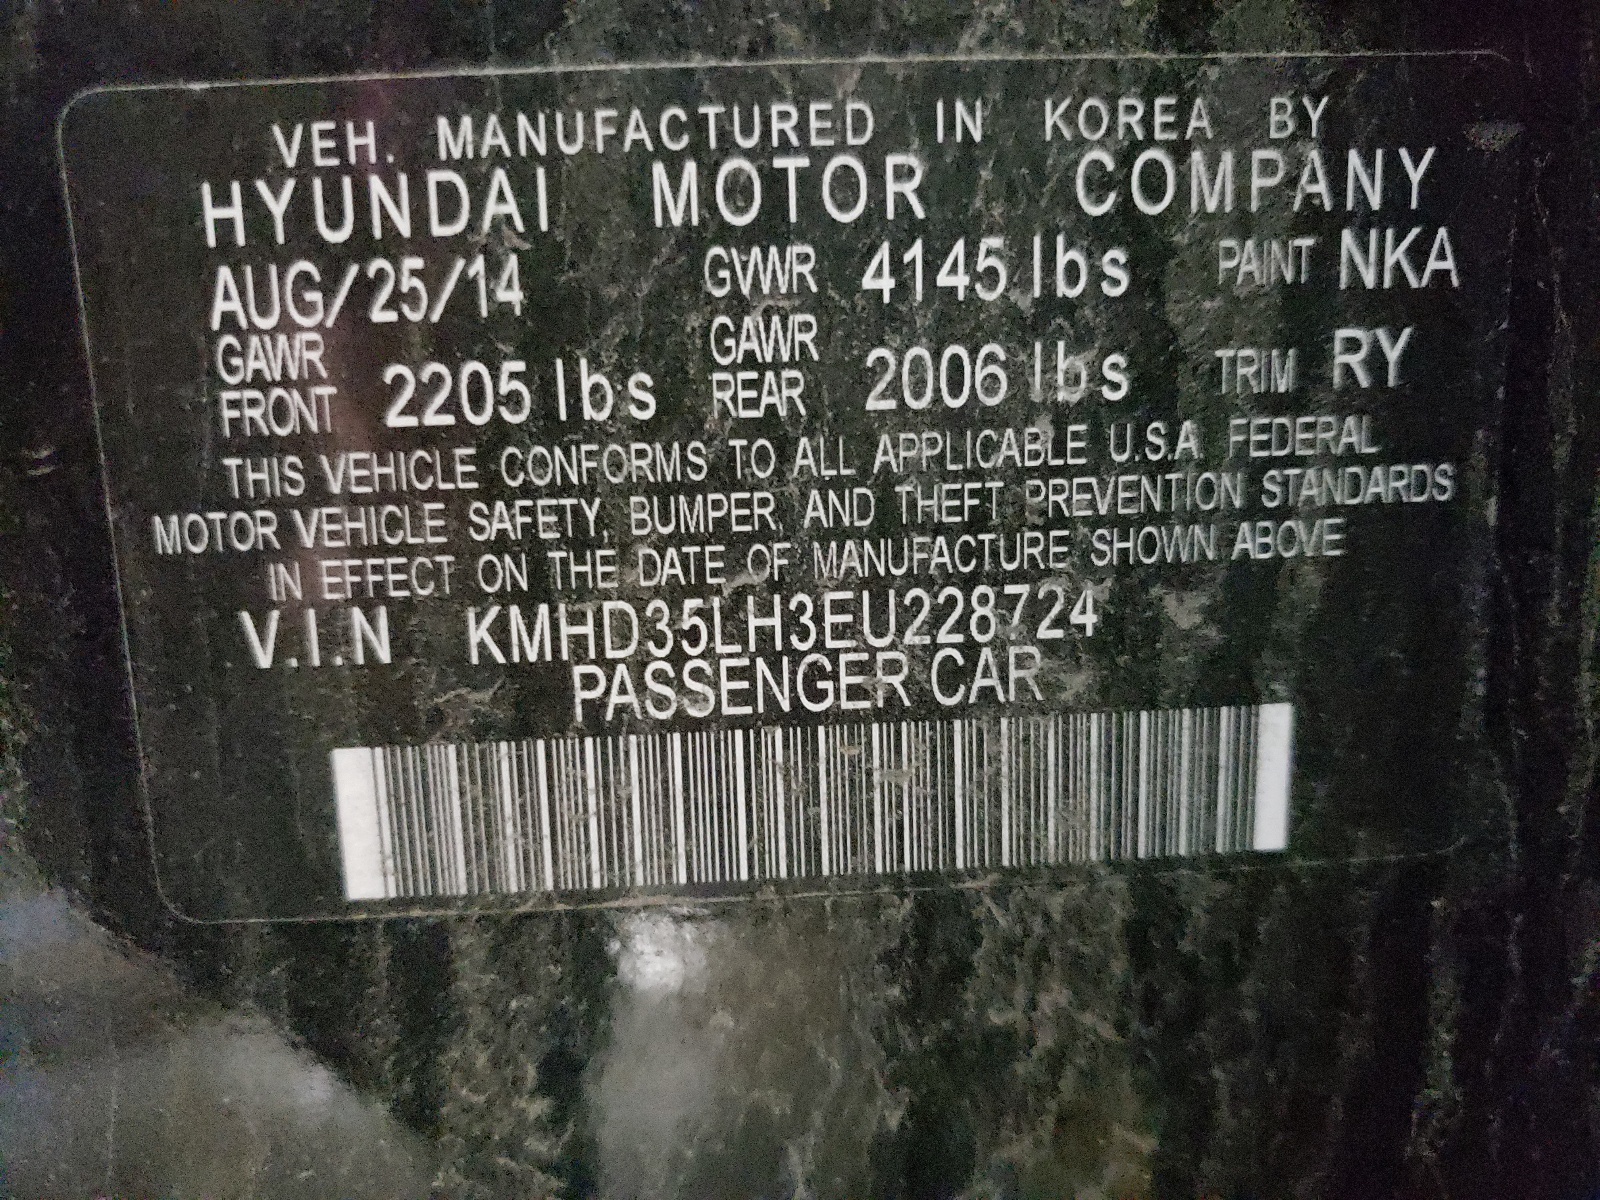 VEH. MANUFACTURED IN KOREA BY
HYUNDAI MOTOR COMPANY
AUG/25/14 GVWR 4145 lbs PAINT NKA
GAWR FRONT 2205 lbs GAWR REAR 2006 lbs TRIM RY
THIS VEHICLE CONFORMS TO ALL APPLICABLE U.S.A FEDERAL
MOTOR VEHICLE SAFETY, BUMPER, AND THEFT PREVENTION STANDARDS
IN EFFECT ON THE DATE OF MANUFACTURE SHOWN ABOVE
V.I.N KMHD35LH3EU228724
PASSENGER CAR